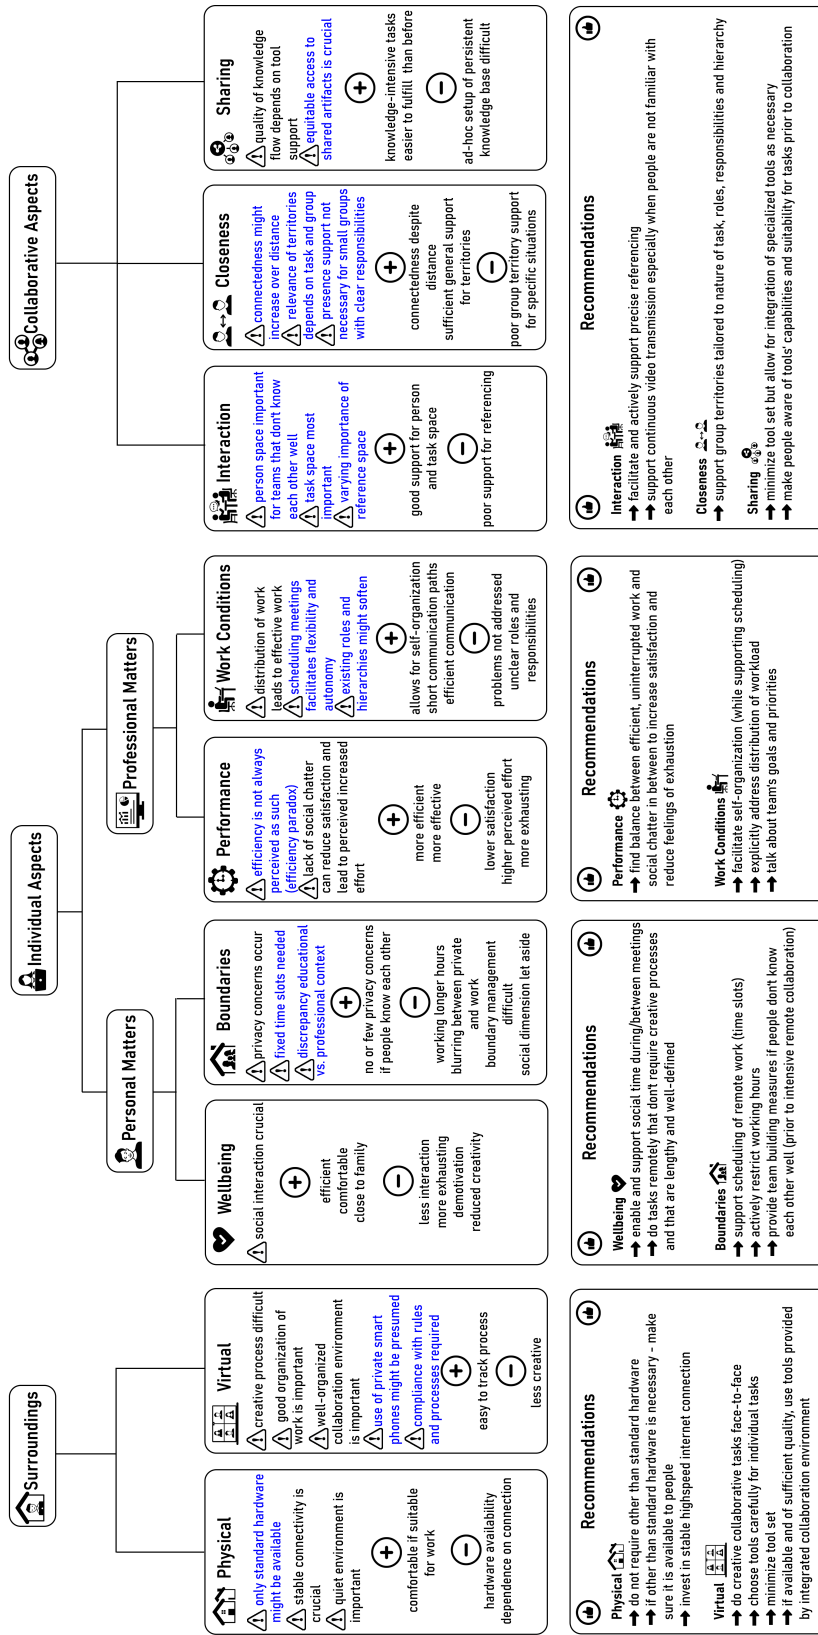 Surroundings
Individual Aspects
Collaborative Aspects
Personal Matters
Professional Matters
Physical
only standard hardware
might be available
stable connectivity is
crucial
quiet environment is
important
comfortable if suitable
for work
hardware availability
dependence on connection
Virtual
creative process difficult
good organization of
work is important
well-organized
collaboration environment
is important
use of private smart
phones might be presumed
compliance with rules
and processes required
easy to track process
less creative
Wellbeing
social interaction crucial
efficient
comfortable
close to family
less interaction
more exhausting
demotivation
reduced creativity
Boundaries
privacy concerns occur
fixed time slots needed
discrepancy educational
vs. professional context
no or few privacy concerns
if people know each other
working longer hours
blurring between private
and work
boundary management
difficult
social dimension let aside
Performance
efficiency is not always
perceived as such
(efficiency paradox)
lack of social chatter
can reduce satisfaction and
lead to perceived increased
effort
more efficient
more effective
lower satisfaction
higher perceived effort
more exhausting
Work Conditions
distribution of work
leads to effective work
scheduling meetings
facilitates flexibility and
autonomy
existing roles and
hierarchies might soften
allows for self-organization
short communication paths
efficient communication
problems not addressed
unclear roles and
responsibilities
Interaction
person space important
for teams that don't know
each other well
task space most
important
varying importance of
reference space
good support for person
and task space
poor support for referencing
Closeness
connectedness might
increase over distance
relevance of territories
depends on task and group
presence support not
necessary for small groups
with clear responsibilities
connectedness despite
distance
sufficient general support
for territories
poor group territory support
for specific situations
Sharing
quality of knowledge
flow depends on tool
support
equitable access to
shared artifacts is crucial
knowledge-intensive tasks
easier to fulfill than before
ad-hoc setup of persistent
knowledge base difficult
Recommendations
Physical
do not require other than standard hardware
if other than standard hardware is necessary - make
sure it is available to people
invest in stable highspeed internet connection
Virtual
do creative collaborative tasks face-to-face
choose tools carefully for individual tasks
minimize tool set
if available and of sufficient quality, use tools provided
by integrated collaboration environment
Recommendations
Wellbeing
enable and support social time during/between meetings
do tasks remotely that don't require creative processes
and that are lengthy and well-defined
Boundaries
support scheduling of remote work (time slots)
actively restrict working hours
provide team building measures if people don't know
each other well (prior to intensive remote collaboration)
Recommendations
Performance
find balance between efficient, uninterrupted work and
social chatter in between to increase satisfaction and
reduce feelings of exhaustion
Work Conditions
facilitate self-organization (while supporting scheduling)
explicitly address distribution of workload
talk about team's goals and priorities
Recommendations
Interaction
facilitate and actively support precise referencing
support continuous video transmission especially when people are not familiar with
each other
Closeness
support group territories tailored to nature of task, roles, responsibilities and hierarchy
Sharing
minimize tool set but allow for integration of specialized tools as necessary
make people aware of tools' capabilities and suitability for tasks prior to collaboration